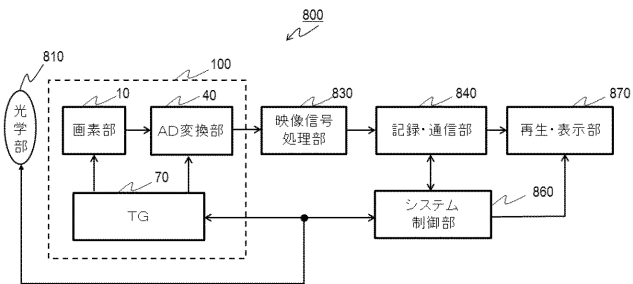 800
810
100
光学部
10
画素部
40
AD変換部
830
映像信号
処理部
840
記録・通信部
870
再生・表示部
70
TG
860
システム
制御部